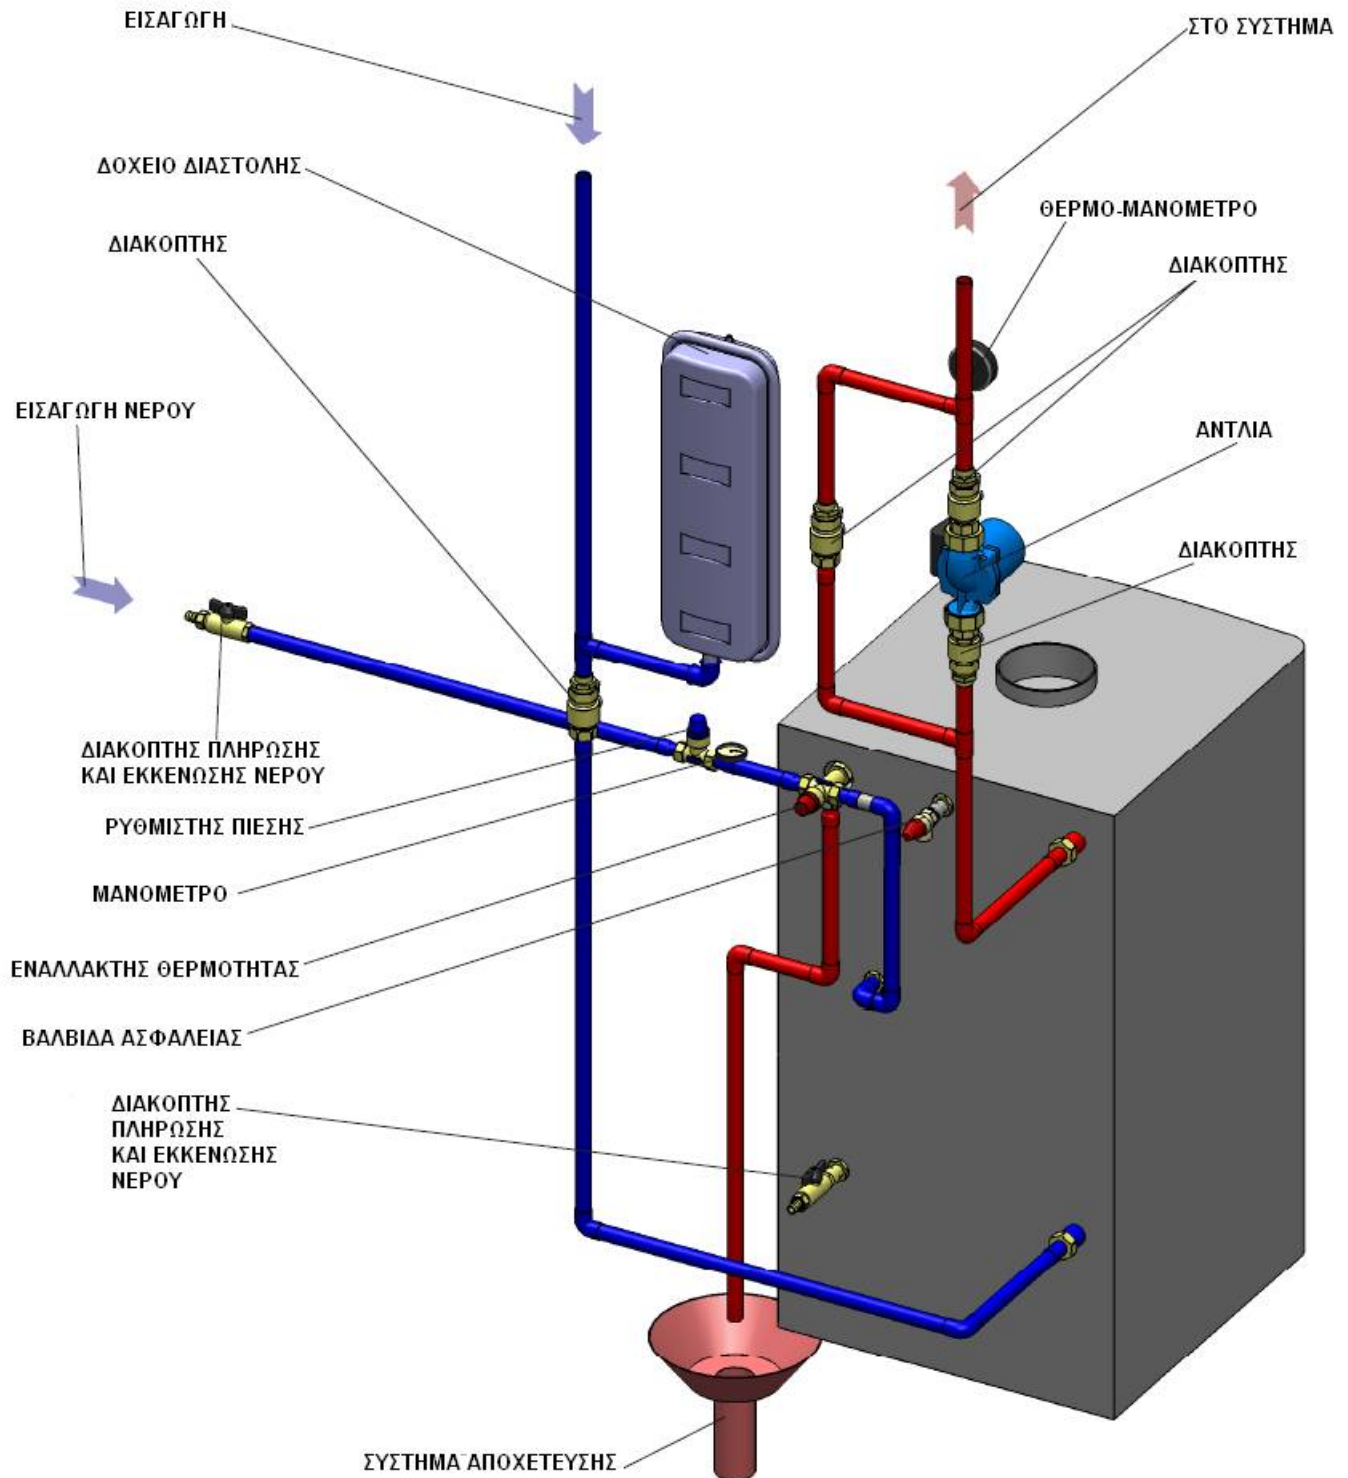 ΕΙΣΑΓΩΓΗ
ΣΤΟ ΣΥΣΤΗΜΑ
ΔΟΧΕΙΟ ΔΙΑΣΤΟΛΗΣ
ΘΕΡΜΟ-ΜΑΝΟΜΕΤΡΟ
ΔΙΑΚΟΠΤΗΣ
ΔΙΑΚΟΠΤΗΣ
ΕΙΣΑΓΩΓΗ ΝΕΡΟΥ
ΑΝΤΛΙΑ
ΔΙΑΚΟΠΤΗΣ
ΔΙΑΚΟΠΤΗΣ ΠΛΗΡΩΣΗΣ
ΚΑΙ ΕΚΚΕΝΩΣΗΣ ΝΕΡΟΥ
ΡΥΘΜΙΣΤΗΣ ΠΙΕΣΗΣ
ΜΑΝΟΜΕΤΡΟ
ΕΝΑΛΛΑΚΤΗΣ ΘΕΡΜΟΤΗΤΑΣ
ΒΑΛΒΙΔΑ ΑΣΦΑΛΕΙΑΣ
ΔΙΑΚΟΠΤΗΣ
ΠΛΗΡΩΣΗΣ
ΚΑΙ ΕΚΚΕΝΩΣΗΣ
ΝΕΡΟΥ
ΣΥΣΤΗΜΑ ΑΠΟΧΕΤΕΥΣΗΣ